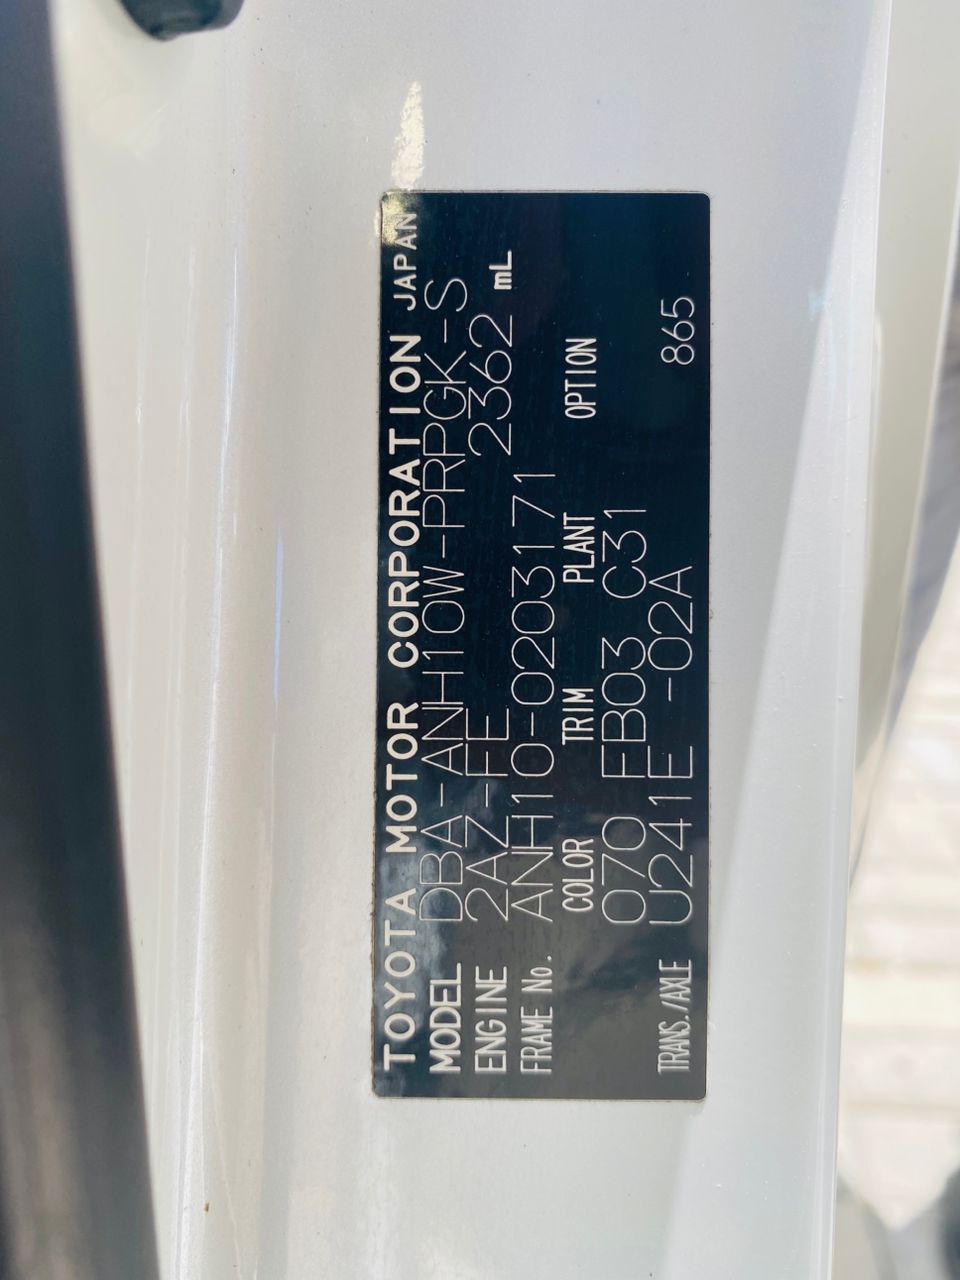 TOYOTA MOTOR CORPORATION JAPAN
MODEL DBA-ANH10W-PRPGK-S
ENGINE 2AZ-FE 2362 mL
FRAME No. ANH10-0203171
COLOR TRIM PLANT OPTION
070 FB03 C31
TRANS./AXLE U241E -02A 865